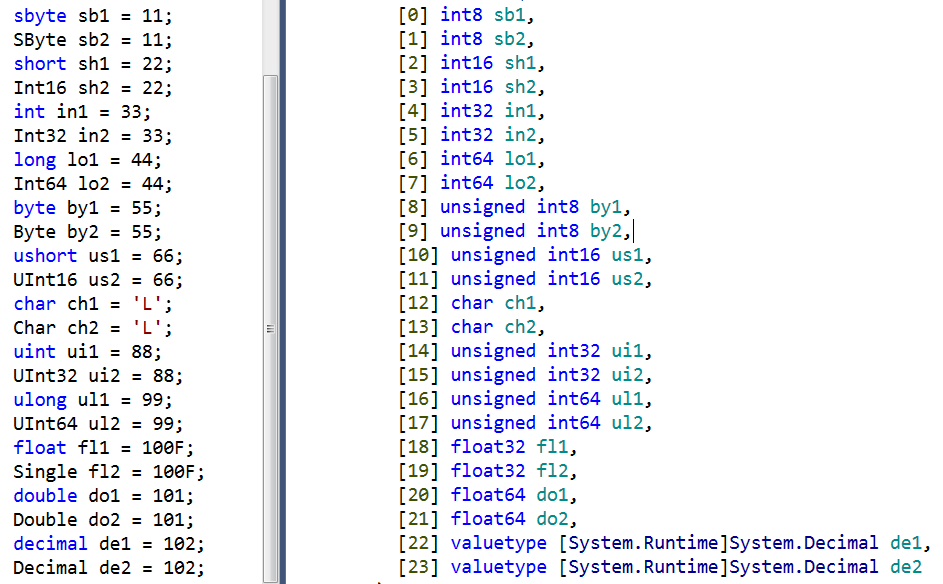 sbyte sb1 = 11;
SByte sb2 = 11;
short sh1 = 22;
Int16 sh2 = 22;
int in1 = 33;
Int32 in2 = 33;
long lo1 = 44;
Int64 lo2 = 44;
byte by1 = 55;
Byte by2 = 55;
ushort us1 = 66;
UInt16 us2 = 66;
char ch1 = 'L';
Char ch2 = 'L';
uint ui1 = 88;
UInt32 ui2 = 88;
ulong ul1 = 99;
UInt64 ul2 = 99;
float fl1 = 100F;
Single fl2 = 100F;
double do1 = 101;
Double do2 = 101;
decimal de1 = 102;
Decimal de2 = 102;
[0] int8 sb1,
[1] int8 sb2,
[2] int16 sh1,
[3] int16 sh2,
[4] int32 in1,
[5] int32 in2,
[6] int64 lo1,
[7] int64 lo2,
[8] unsigned int8 by1,
[9] unsigned int8 by2,
[10] unsigned int16 us1,
[11] unsigned int16 us2,
[12] char ch1,
[13] char ch2,
[14] unsigned int32 ui1,
[15] unsigned int32 ui2,
[16] unsigned int64 ul1,
[17] unsigned int64 ul2,
[18] float32 fl1,
[19] float32 fl2,
[20] float64 do1,
[21] float64 do2,
[22] valuetype [System.Runtime]System.Decimal de1,
[23] valuetype [System.Runtime]System.Decimal de2